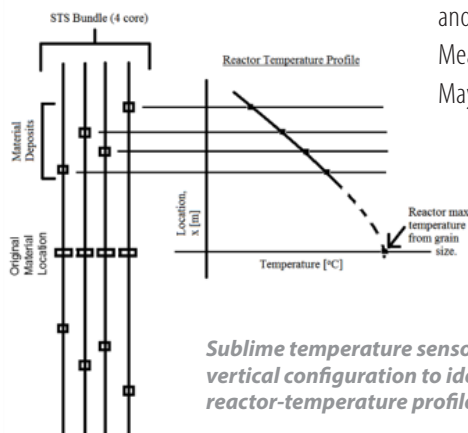 STS Bundle (4 core)
and
Mea
May
Reactor Temperature Profile
Material
Deposits
Location,
x [m]
Original
Material
Location
Reactor max
temperature
from grain
size.
Temperature [ºC]
Sublime temperature senso
vertical configuration to ide
reactor-temperature profile